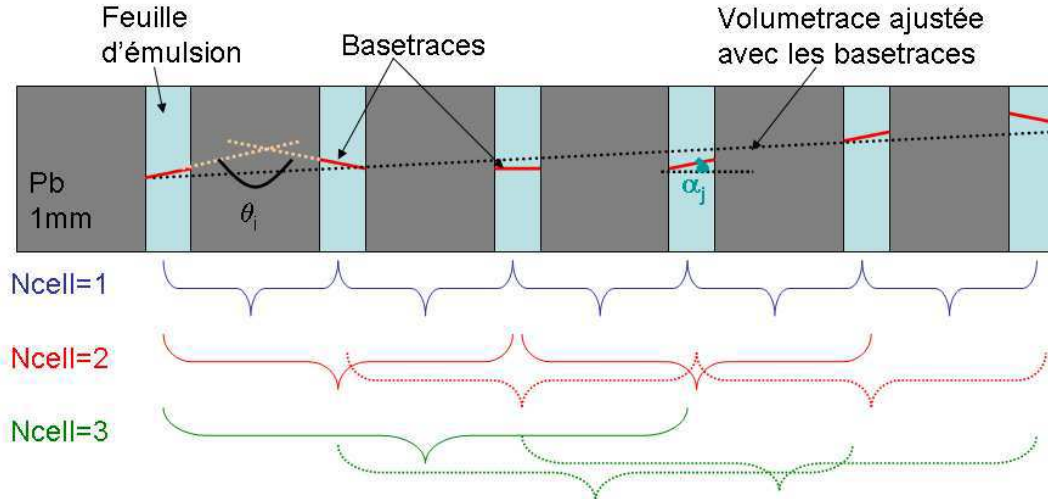 Feuille
d'émulsion
Basetraces
Volumetrace ajustée
avec les basetraces
Pb
1mm
θi
αj
Ncell=1
Ncell=2
Ncell=3